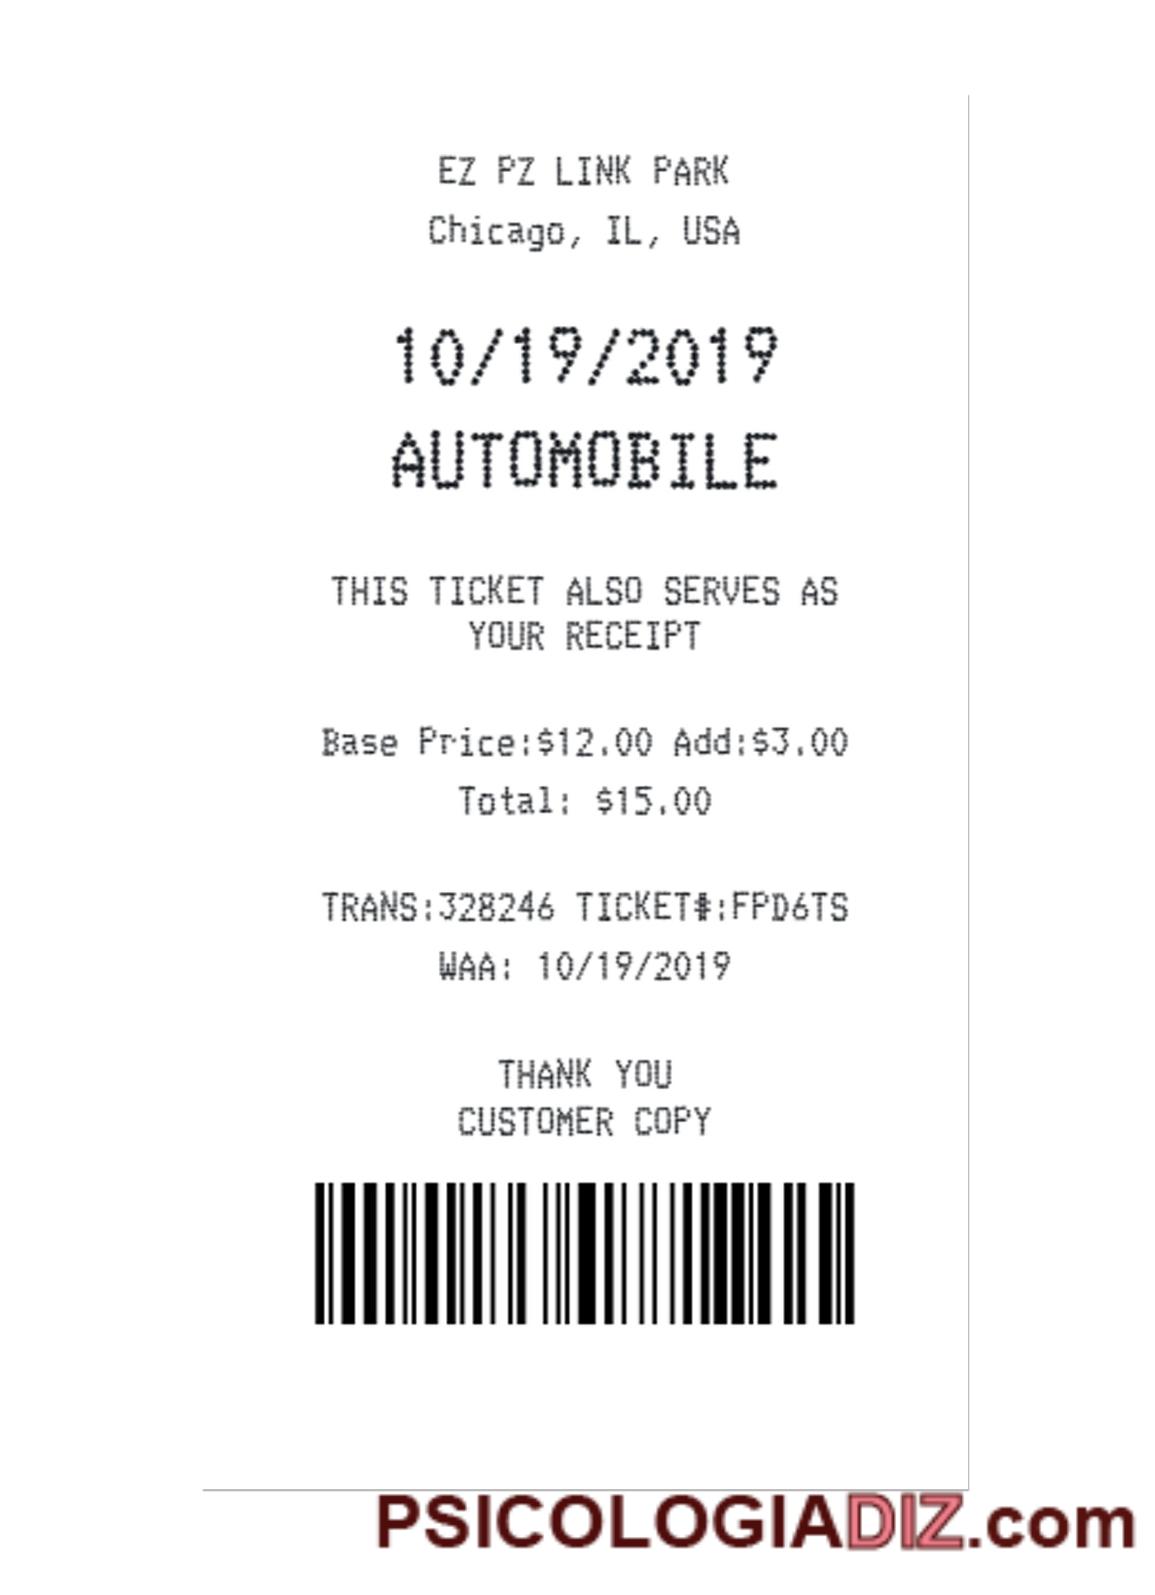 EZ PZ LINK PARK
Chicago, IL, USA
10/19/2019
AUTOMOBILE
THIS TICKET ALSO SERVES AS
YOUR RECEIPT
Base Price:$12.00 Add:$3.00
Total: $15.00
TRANS:328246 TICKET#:FPD6TS
WAA: 10/19/2019
THANK YOU
CUSTOMER COPY
PSICOLOGIADIZ.com